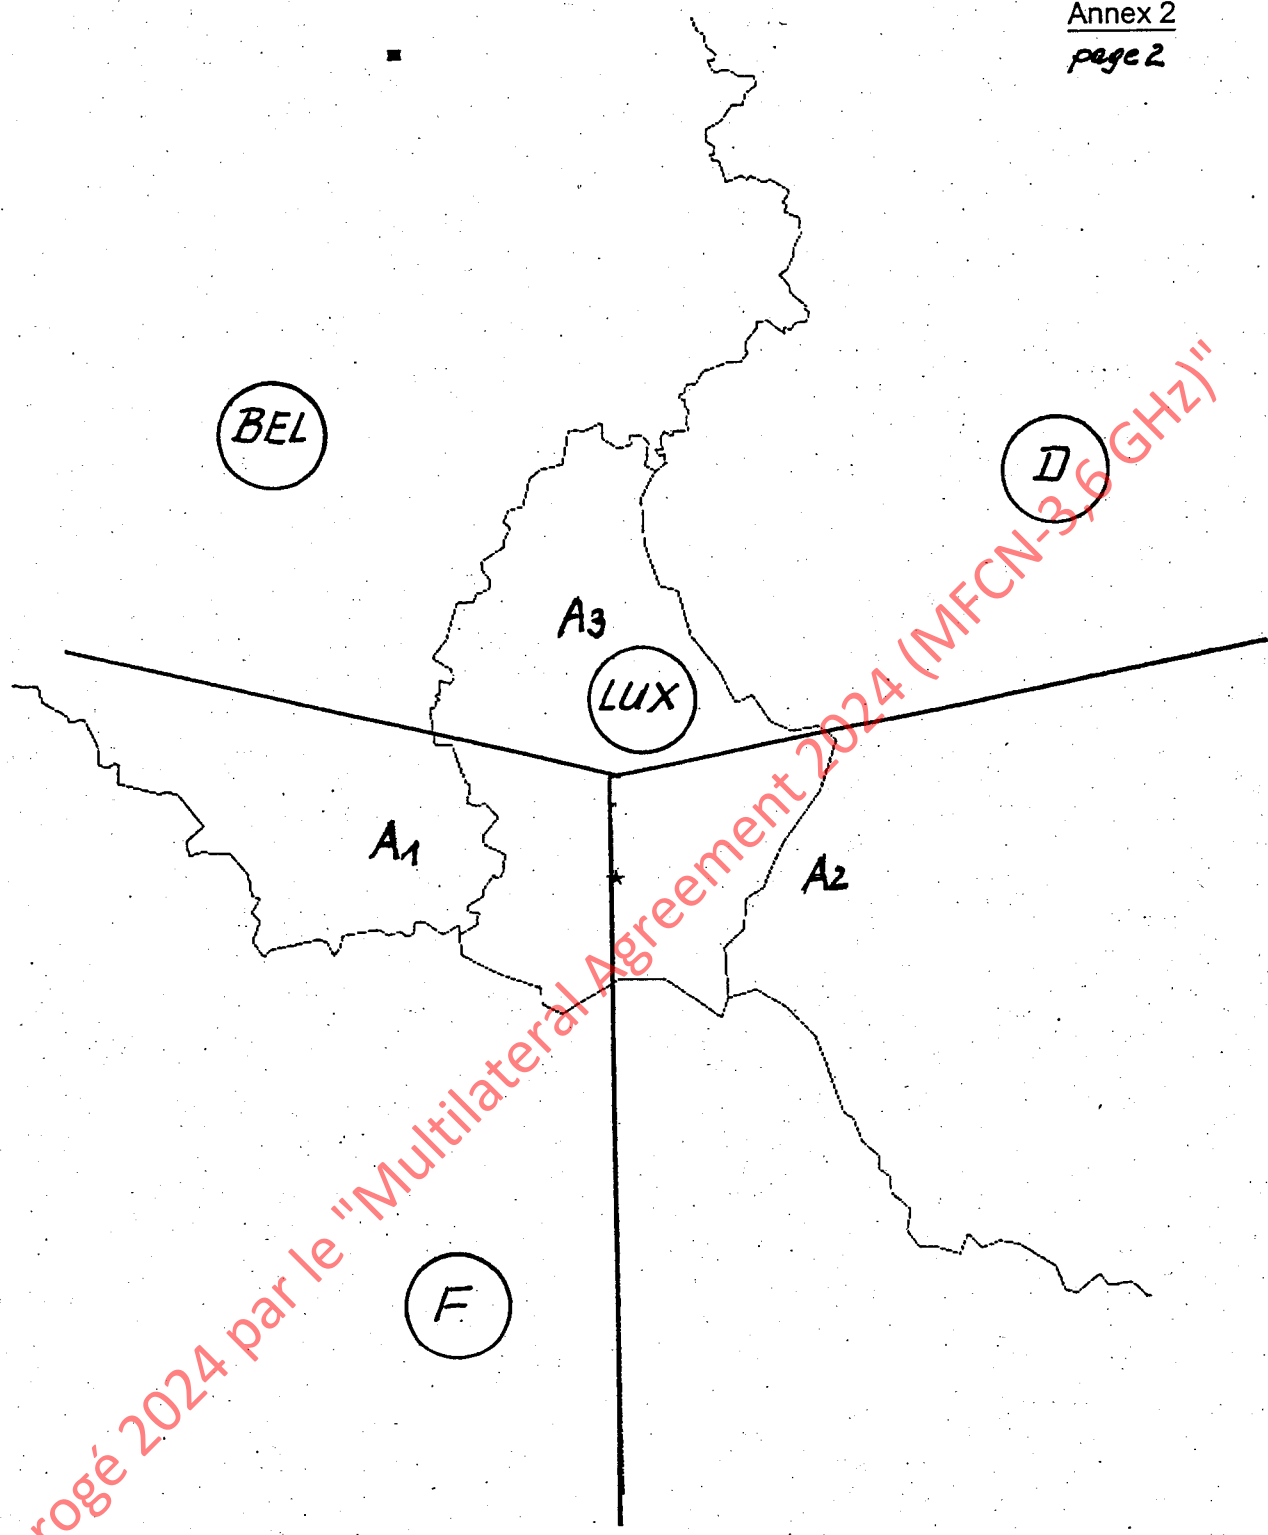 Annex 2
page 2
BEL
D
A3
LUX
A1
A2
F
rogé 2024 par le "Multilateral Agreement 2024 (MFCN-3,6 GHz)"